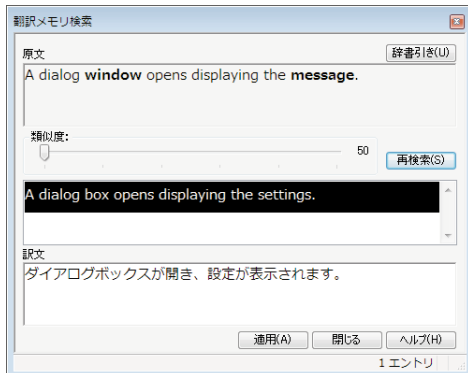 翻訳メモリ検索
原文
辞書引き(U)
A dialog window opens displaying the message.
類似度:
50
再検索(S)
A dialog box opens displaying the settings.
訳文
ダイアログボックスが開き、設定が表示されます。
適用(A)
閉じる
ヘルプ(H)
1 エントリ